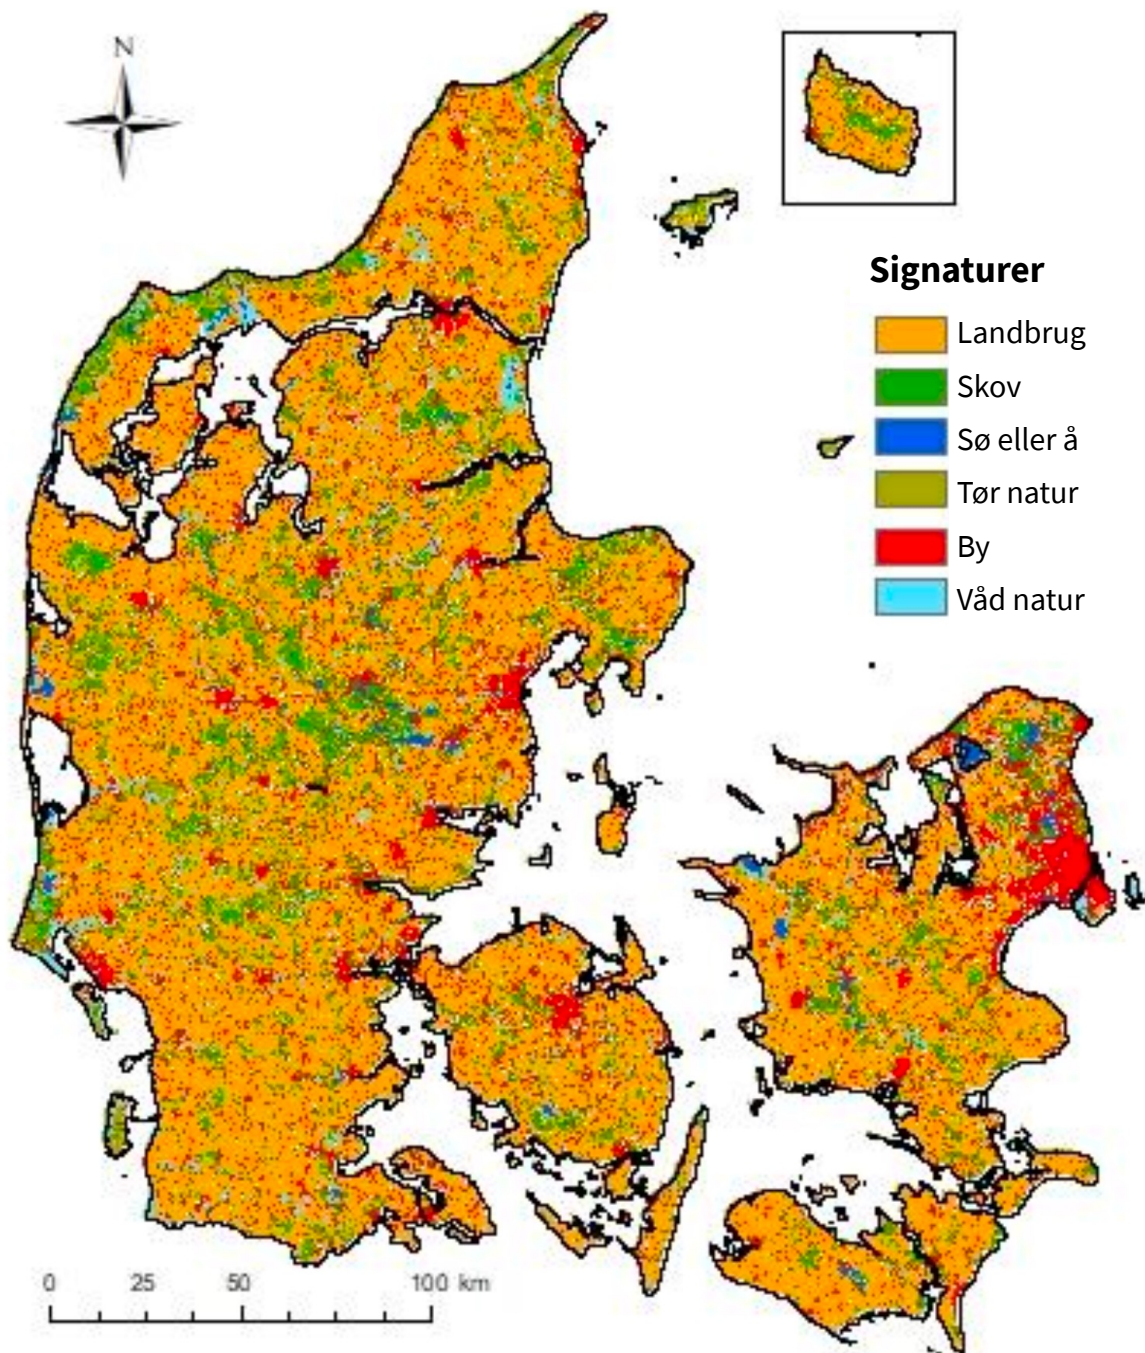 N
Signaturer
Landbrug
Skov
Sø eller å
Tør natur
By
Våd natur
0 25 50 100 km